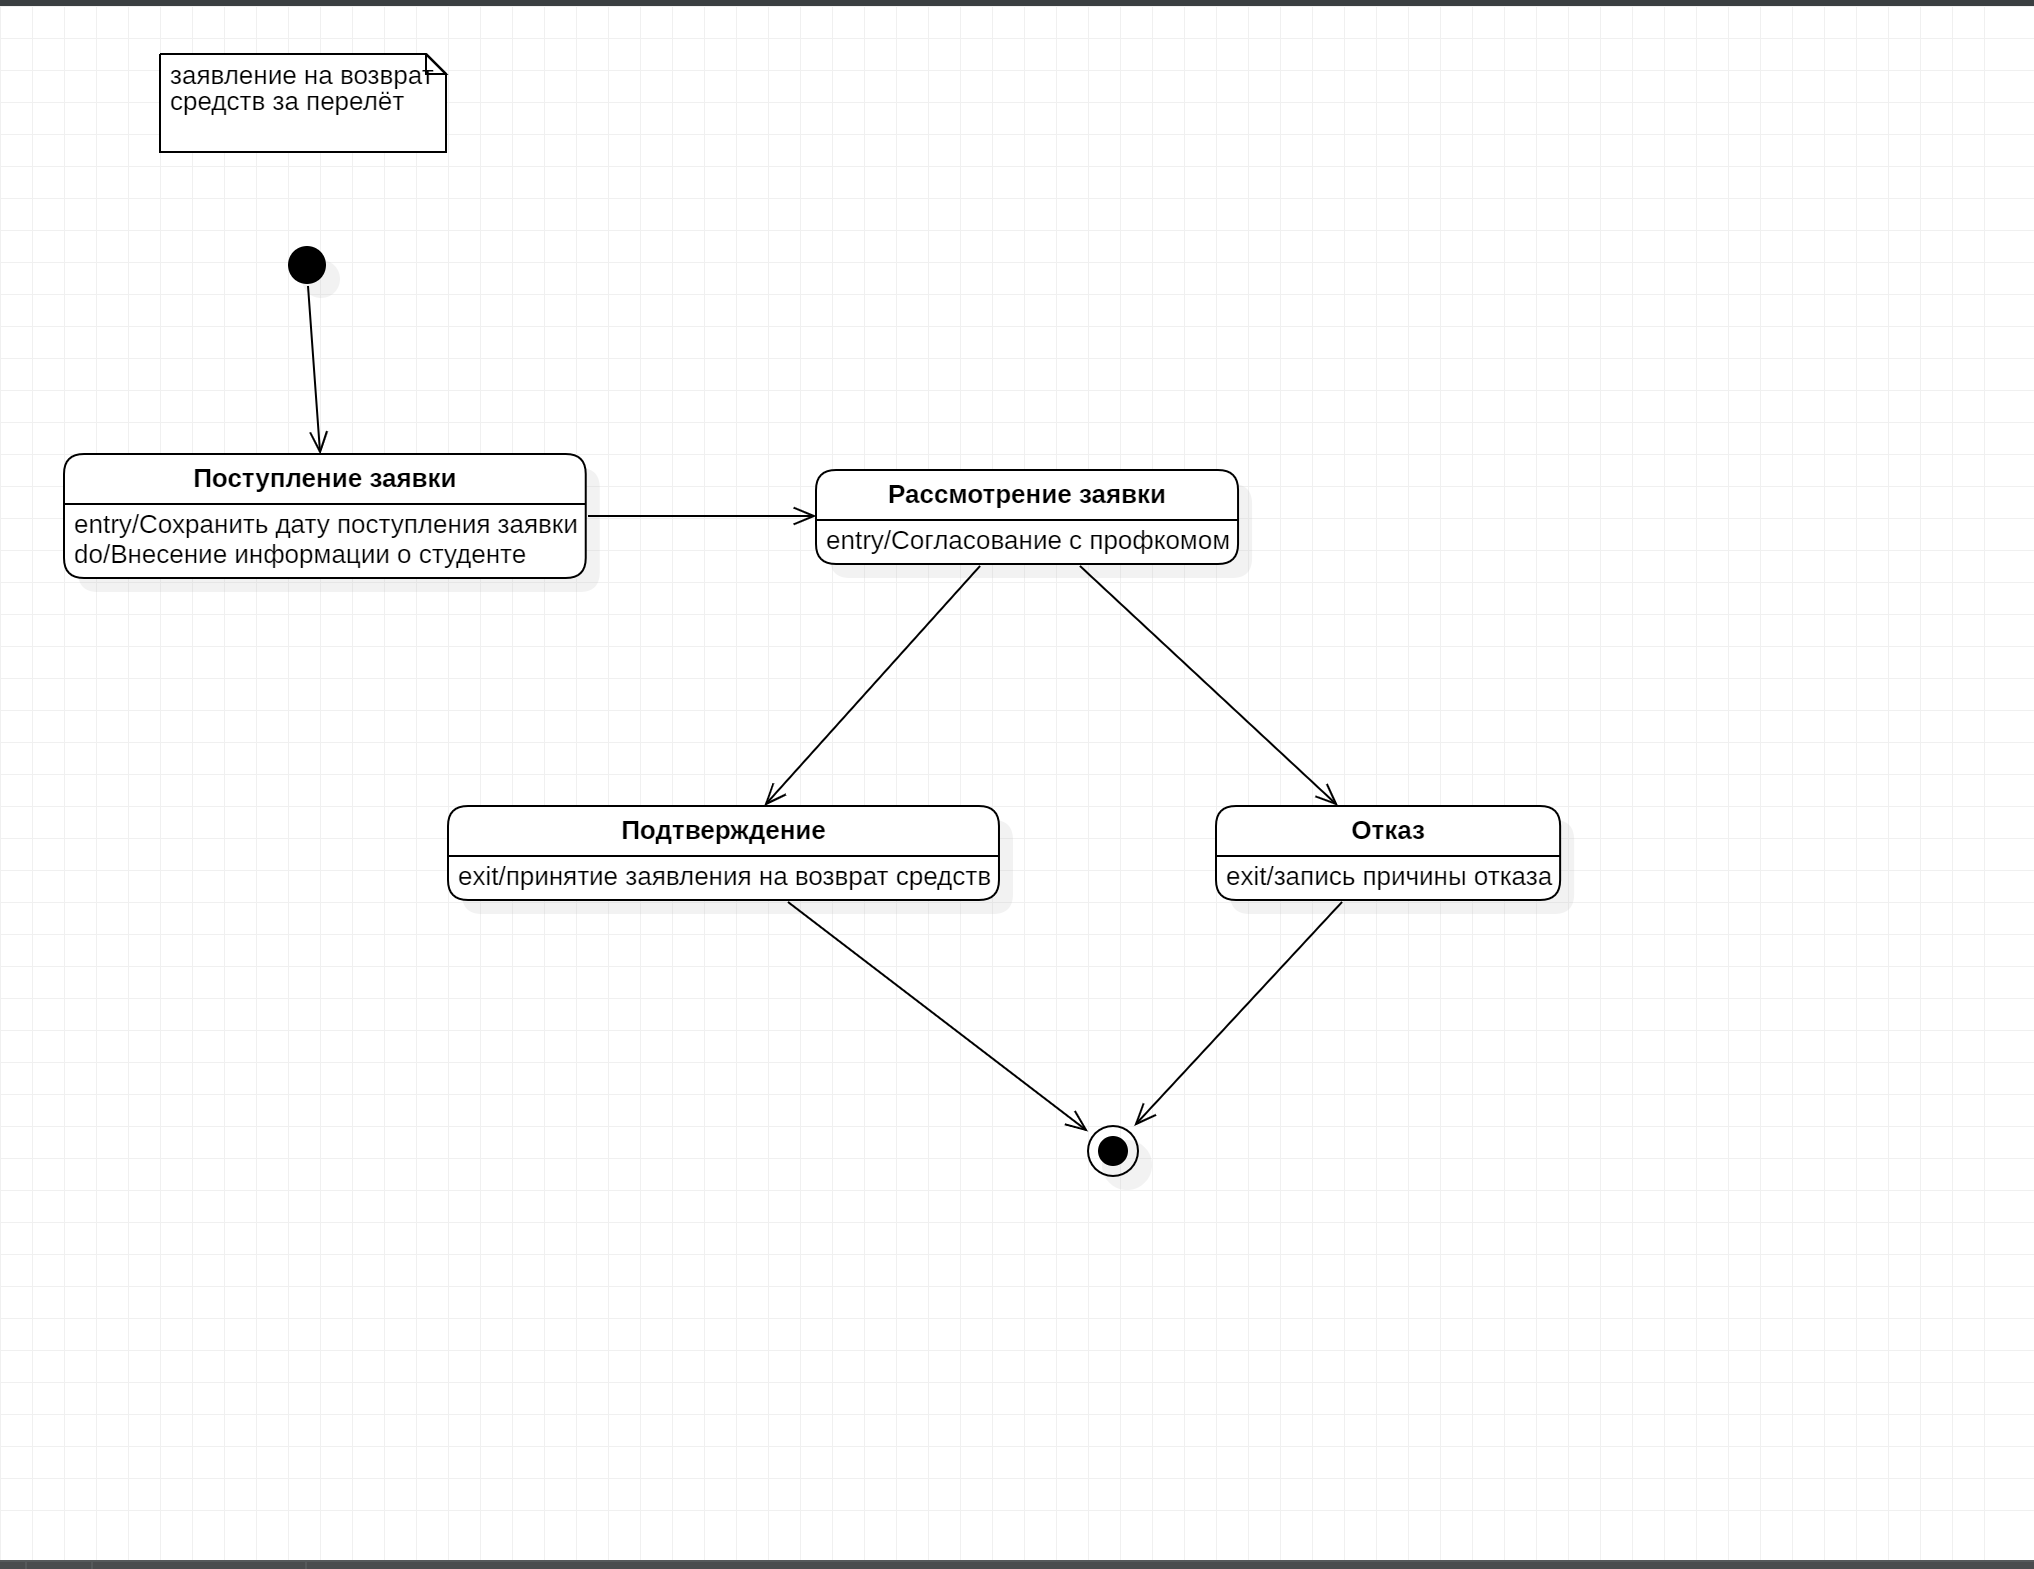 заявление на возврат
средств за перелёт
Поступление заявки
entry/Сохранить дату поступления заявки
do/Внесение информации о студенте
Рассмотрение заявки
entry/Согласование с профкомом
Подтверждение
exit/принятие заявления на возврат средств
Отказ
exit/запись причины отказа